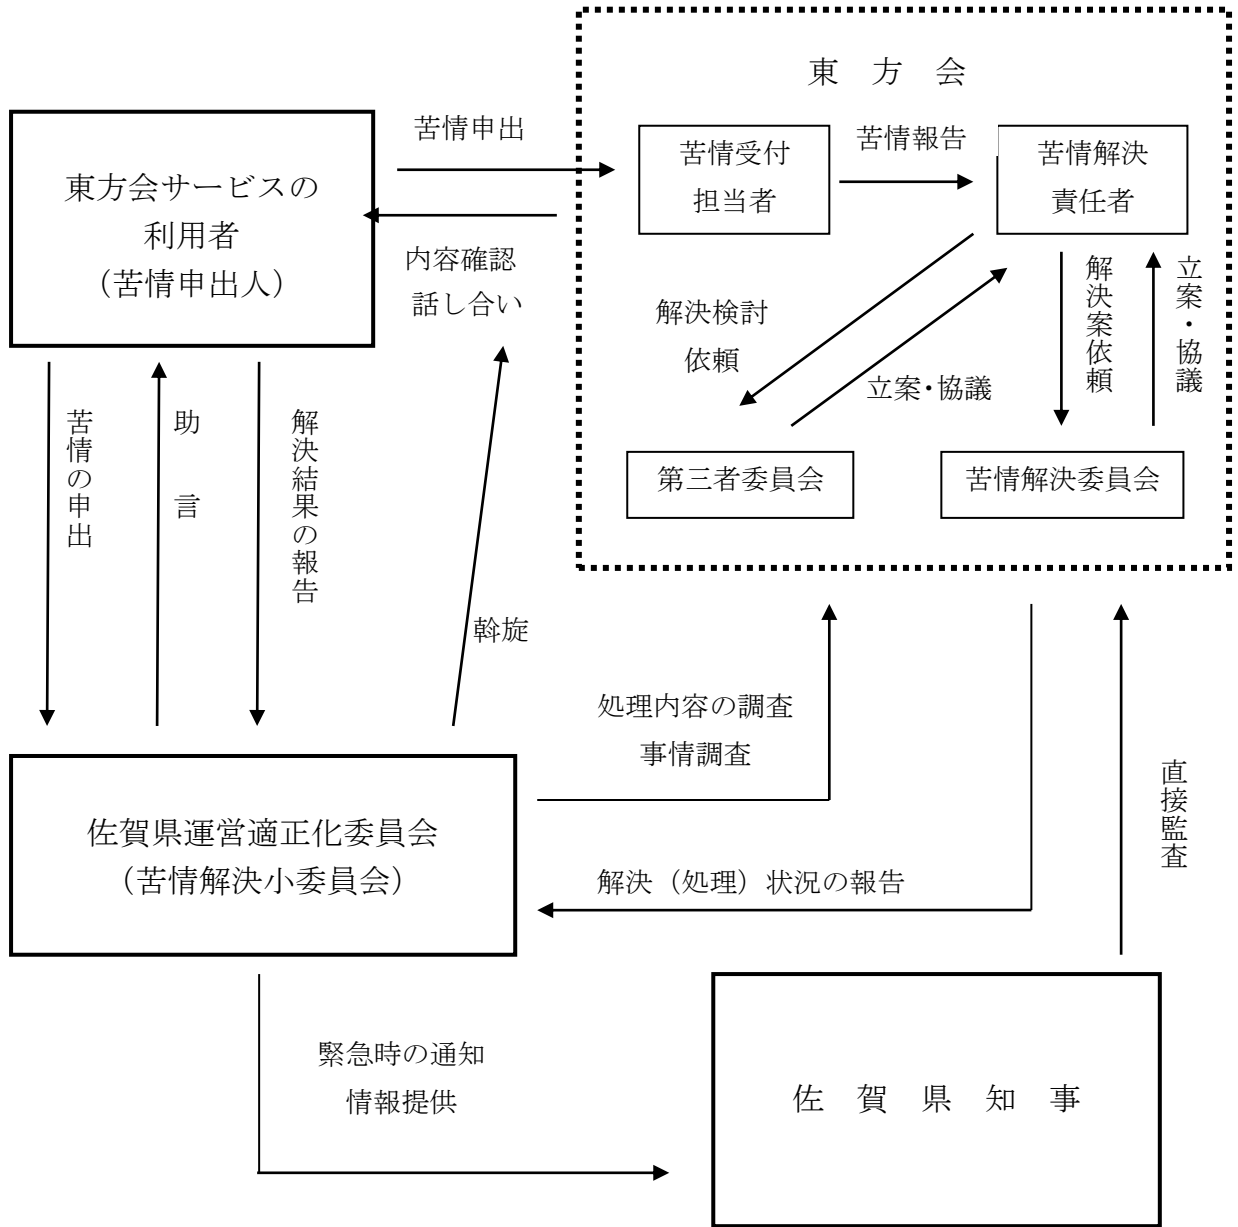 東　方　会
苦情申出
東方会サービスの
利用者
（苦情申出人）
内容確認
話し合い
苦情受付
担当者
苦情報告
苦情解決
責任者
解決検討
依頼
立案・協議
解決案依頼
立案・協議
第三者委員会
苦情解決委員会
苦情の申出
助　言
解決結果の報告
斡旋
処理内容の調査
事情調査
直接監査
佐賀県運営適正化委員会
（苦情解決小委員会）
解決（処理）状況の報告
緊急時の通知
情報提供
佐　賀　県　知　事